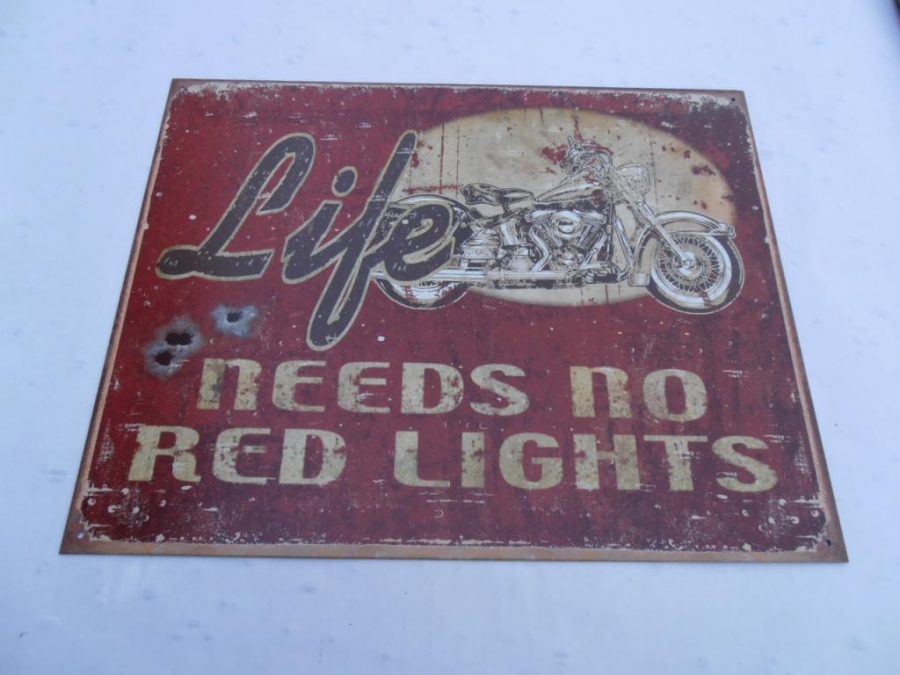 Life
NEEDS NO
RED LIGHTS